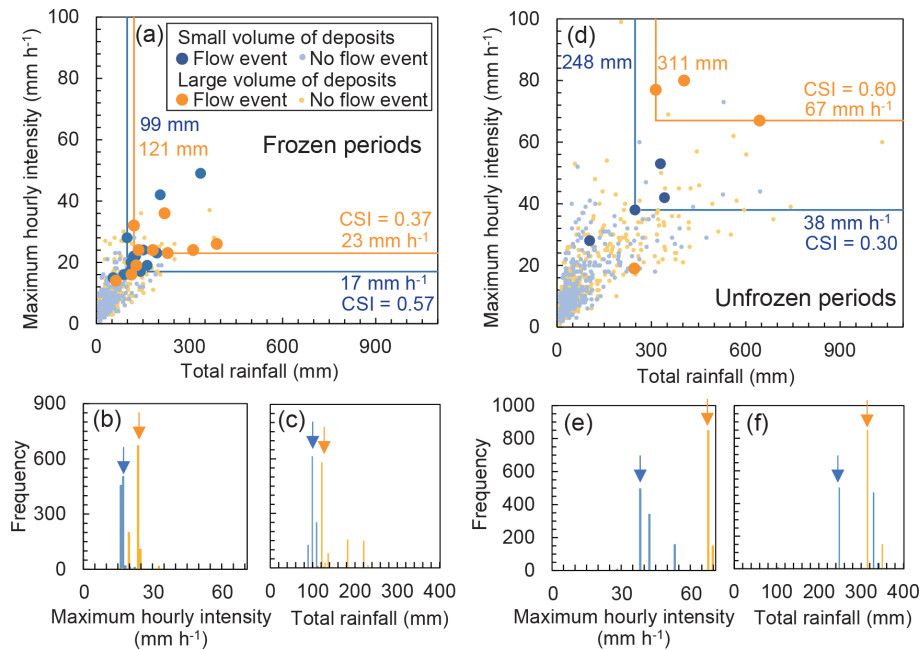 (a)
Small volume of deposits
Flow event No flow event
Large volume of deposits
Flow event No flow event
99 mm
121 mm
Frozen periods
CSI = 0.37
23 mm h-1
17 mm h-1
CSI = 0.57
Maximum hourly intensity (mm h-1)
100
80
60
40
20
0
0 300 600 900
Total rainfall (mm)
(d)
248 mm
311 mm
CSI = 0.60
67 mm h-1
38 mm h-1
CSI = 0.30
Unfrozen periods
Maximum hourly intensity (mm h-1)
100
80
60
40
20
0
0 300 600 900
Total rainfall (mm)
(b)
Frequency
900
600
300
0
0 30 60
Maximum hourly intensity
(mm h-1)
(c)
0 100 200 300 400
Total rainfall (mm)
(e)
Frequency
1000
800
600
400
200
0
0 30 60
Maximum hourly intensity
(mm h-1)
(f)
0 100 200 300 400
Total rainfall (mm)